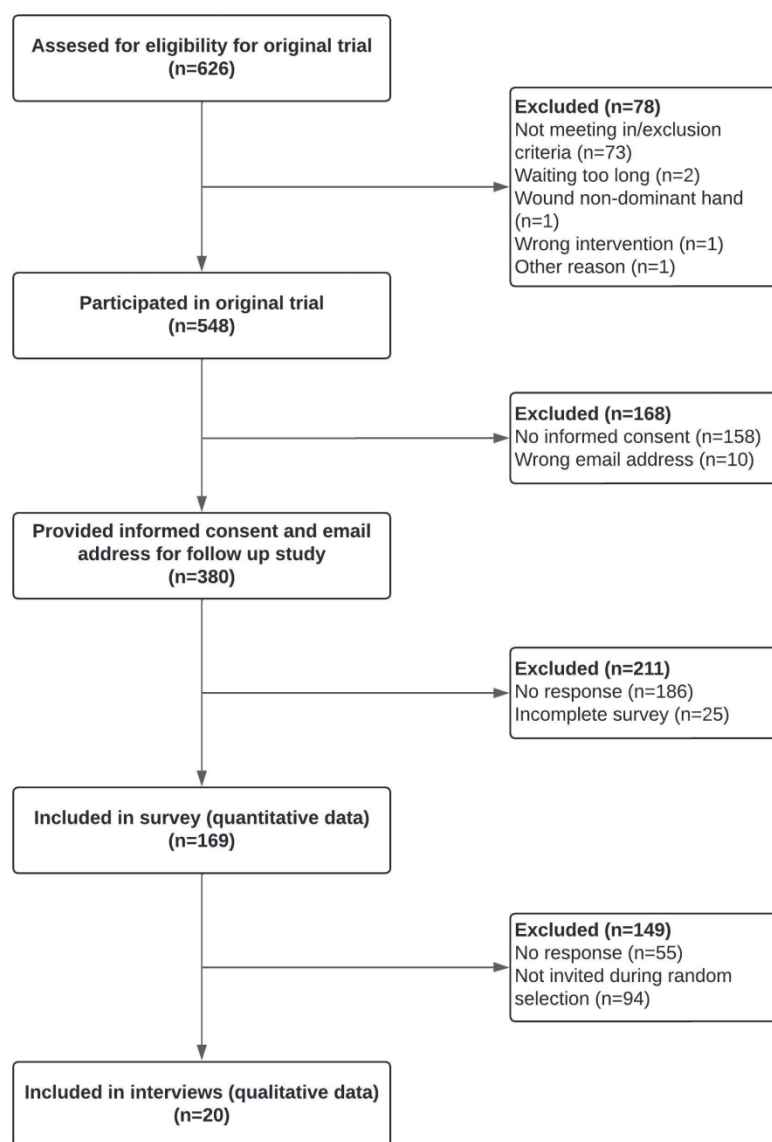 Assesed for eligibility for original trial
(n=626)
Excluded (n=78)
Not meeting in/exclusion
criteria (n=73)
Waiting too long (n=2)
Wound non-dominant hand
(n=1)
Wrong intervention (n=1)
Other reason (n=1)
Participated in original trial
(n=548)
Excluded (n=168)
No informed consent (n=158)
Wrong email address (n=10)
Provided informed consent and email
address for follow up study
(n=380)
Excluded (n=211)
No response (n=186)
Incomplete survey (n=25)
Included in survey (quantitative data)
(n=169)
Excluded (n=149)
No response (n=55)
Not invited during random
selection (n=94)
Included in interviews (qualitative data)
(n=20)